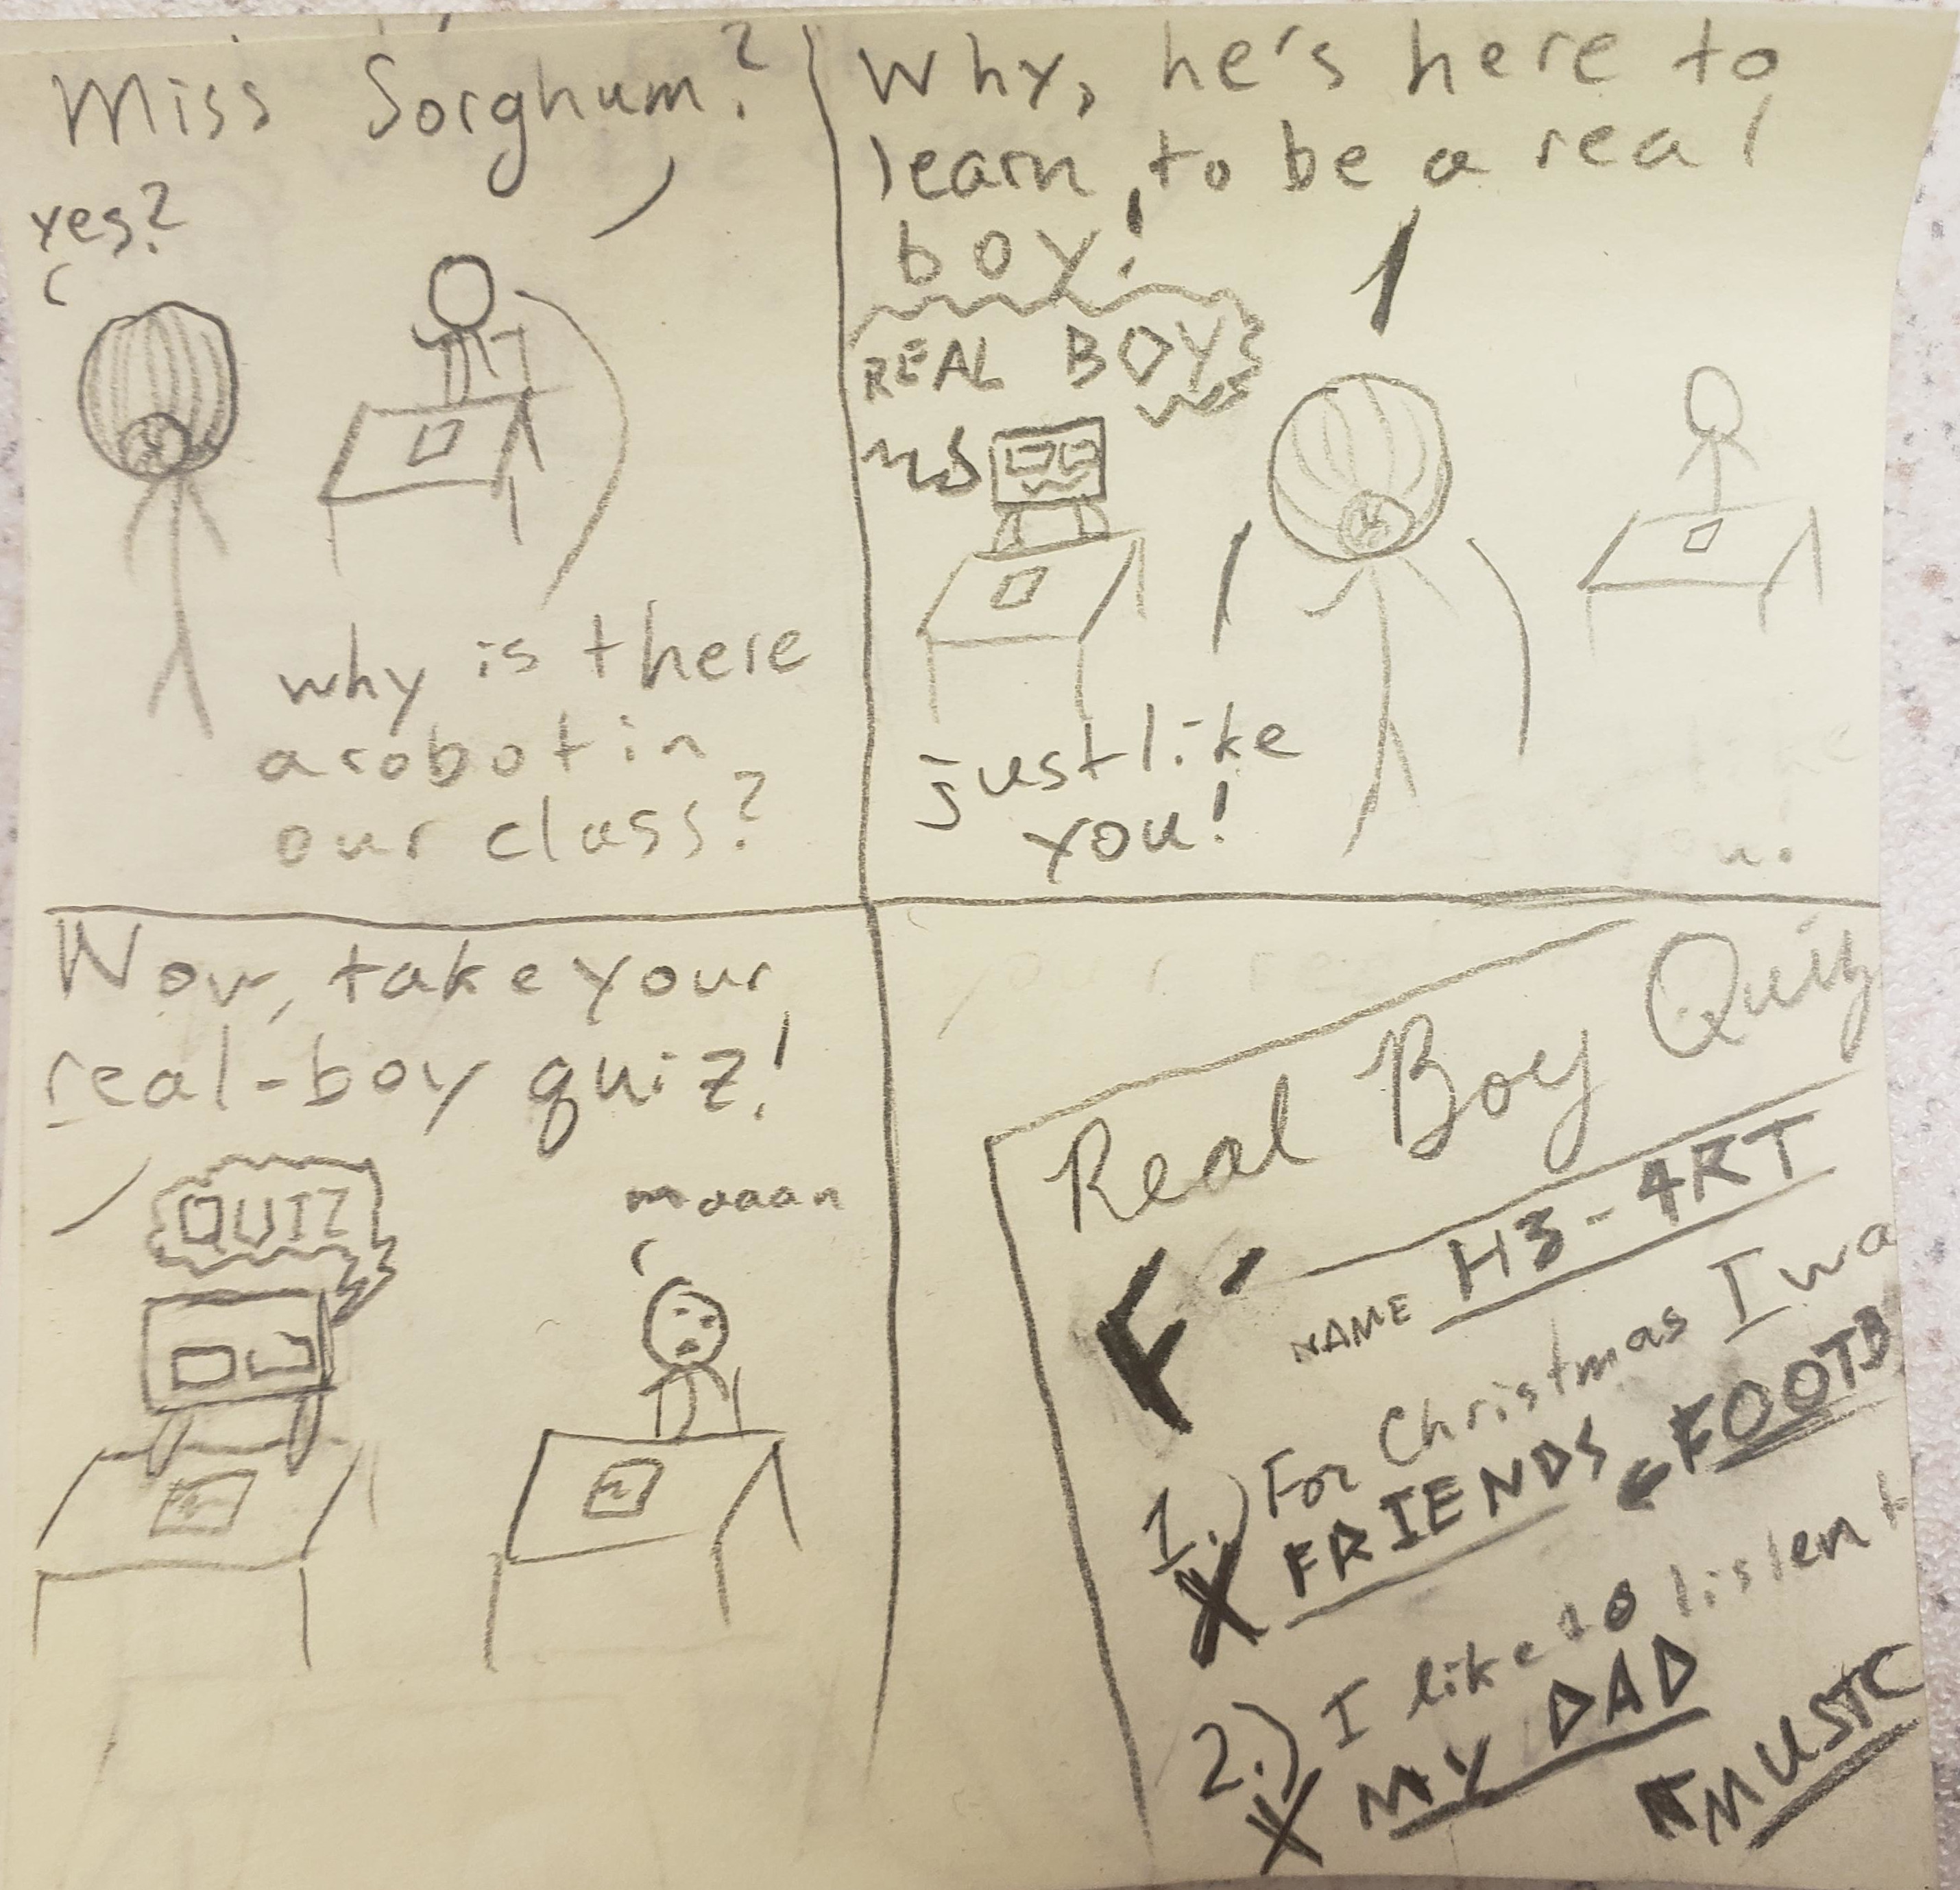 Miss Sorghum?
yes?
why is there
a robot in
our class?
Why, he's here to
learn to be a real
boy!
REAL BOY
just like
you!
Now, take your
real-boy quiz!
QUIZ
maaan
Real Boy Quiz
F-
NAME H3-4RT
1.) For Christmas I wa
FRIENDS FOOTB
X
2.) I like to listen t
X MY DAD
MUSIC